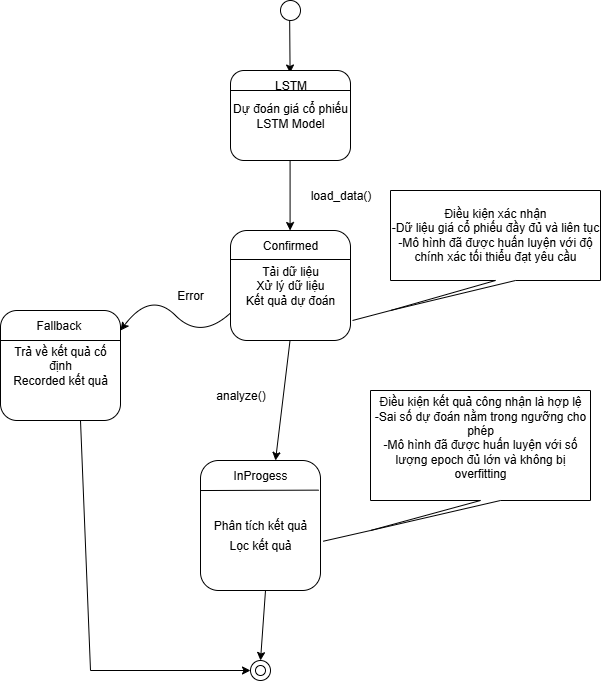 LSTM
Dự đoán giá cổ phiếu
LSTM Model
load_data()
Điều kiện xác nhận
-Dữ liệu giá cổ phiếu đầy đủ và liên tục
-Mô hình đã được huấn luyện với độ
chính xác tối thiểu đạt yêu cầu
Confirmed
Tải dữ liệu
Xử lý dữ liệu
Kết quả dự đoán
Error
Fallback
Trả về kết quả cố
định
Recorded kết quả
analyze()
Điều kiện kết quả công nhận là hợp lệ
-Sai số dự đoán nằm trong ngưỡng cho
phép
-Mô hình đã được huấn luyện với số
lượng epoch đủ lớn và không bị
overfitting
InProgess
Phân tích kết quả
Lọc kết quả